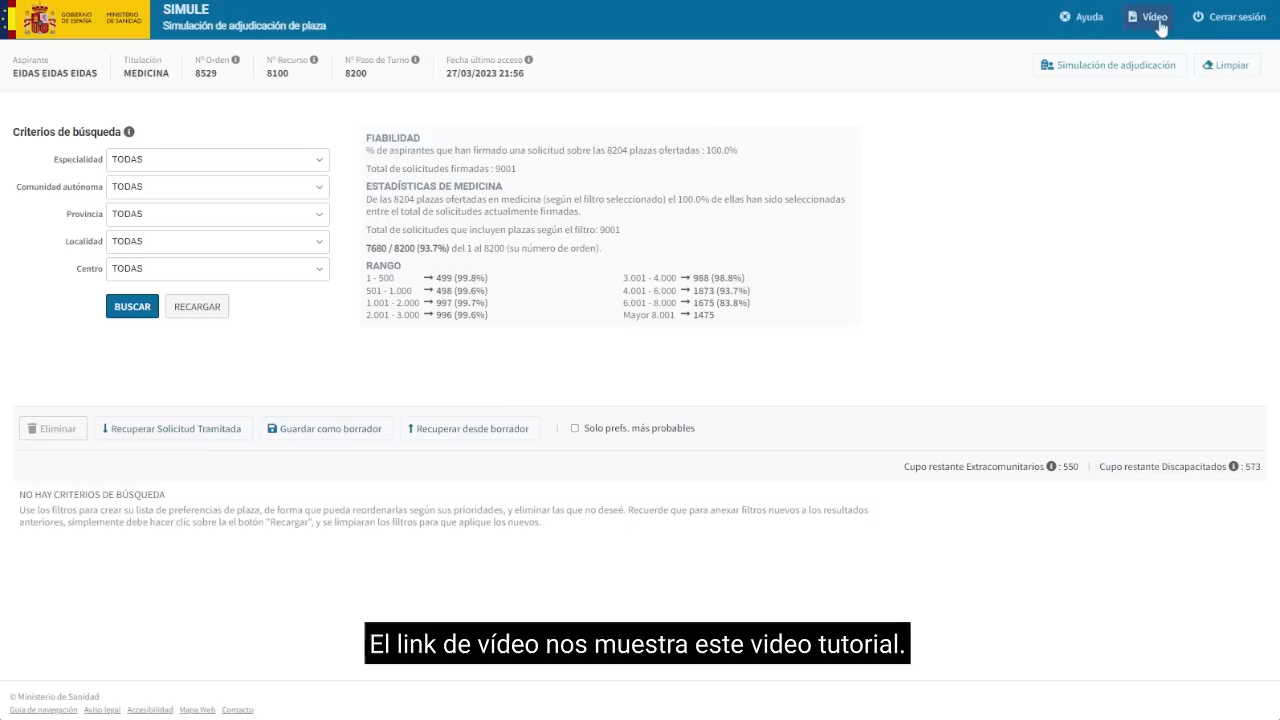 GOBIERNO
DE ESPAÑA
MINISTERIO
DE SANIDAD
SIMULE
Simulación de adjudicación de plaza
Ayuda
Vídeo
Cerrar sesión
Aspirante
EIDAS EIDAS EIDAS
Titulación
MEDICINA
Nº Orden
8529
Nº Recurso
8100
Nº Paso de Turno
8200
Fecha último acceso
27/03/2023 21:56
Simulación de adjudicación
Limpiar
Criterios de búsqueda
Especialidad TODAS
Comunidad autónoma TODAS
Provincia TODAS
Localidad TODAS
Centro TODAS
BUSCAR RECARGAR
FIABILIDAD
% de aspirantes que han firmado una solicitud sobre las 8204 plazas ofertadas : 100.0%
Total de solicitudes firmadas : 9001
ESTADÍSTICAS DE MEDICINA
De las 8204 plazas ofertadas en medicina (según el filtro seleccionado) el 100.0% de ellas han sido seleccionadas
entre el total de solicitudes actualmente firmadas.
Total de solicitudes que incluyen plazas según el filtro: 9001
7680 / 8200 (93.7%) del 1 al 8200 (su número de orden).
RANGO
1 - 500 → 499 (99.8%) 3.001 - 4.000 → 988 (98.8%)
501 - 1.000 → 498 (99.6%) 4.001 - 6.000 → 1873 (93.7%)
1.001 - 2.000 → 997 (99.7%) 6.001 - 8.000 → 1675 (83.8%)
2.001 - 3.000 → 996 (99.6%) Mayor 8.001 → 1475
Eliminar Recuperar Solicitud Tramitada Guardar como borrador Recuperar desde borrador | Solo prefs. más probables
Cupo restante Extracomunitarios : 550 | Cupo restante Discapacitados : 573
NO HAY CRITERIOS DE BÚSQUEDA
Use los filtros para crear su lista de preferencias de plaza, de forma que pueda reordenarlas según sus prioridades, y eliminar las que no deseé. Recuerde que para anexar filtros nuevos a los resultados
anteriores, simplemente debe hacer clic sobre la el botón "Recargar", y se limpiaran los filtros para que aplique los nuevos.
El link de vídeo nos muestra este video tutorial.
© Ministerio de Sanidad
Guia de navegación Aviso legal Accesibilidad Mapa Web Contacto